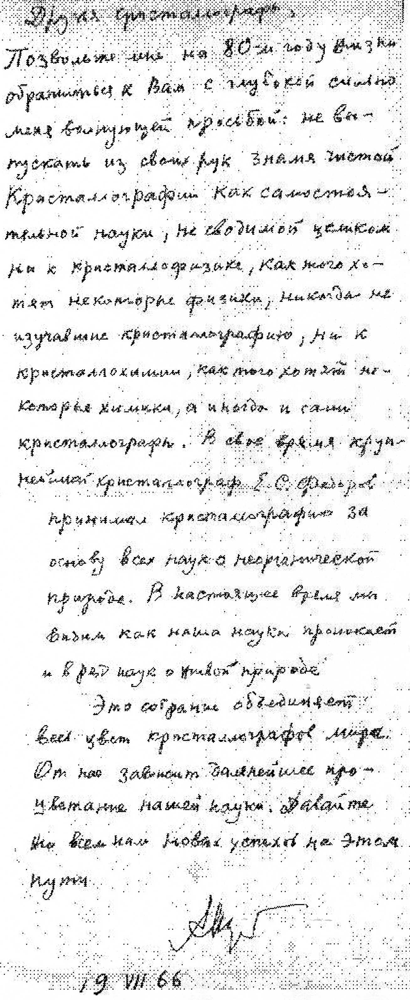 Друзья кристаллографы,
Позвольте мне на 80-м году жизни
обратиться к Вам с глубокой сильно
меня волнующей просьбой: не вы-
пускать из своих рук знамя чистой
Кристаллографии как самостоя-
тельной науки, не сводимой целиком
ни к кристаллофизике, как того хо-
тят некоторые физики, никогда не
изучавшие кристаллографию, ни к
кристаллохимии, как того хотят не-
которые химики, а иногда и сами
кристаллографы. В свое время круп-
нейший кристаллограф Е. С. Федоров
принимал кристаллографию за
основу всех наук о неорганической
природе. В настоящее время мы
видим как наша наука проникает
и в ряд наук о живой природе
Это собрание объединяет
весь цвет кристаллографов мира.
От нас зависит дальнейшее про-
цветание нашей науки. Давайте
всем нам новых успехов на этом
пути
19 VII 66